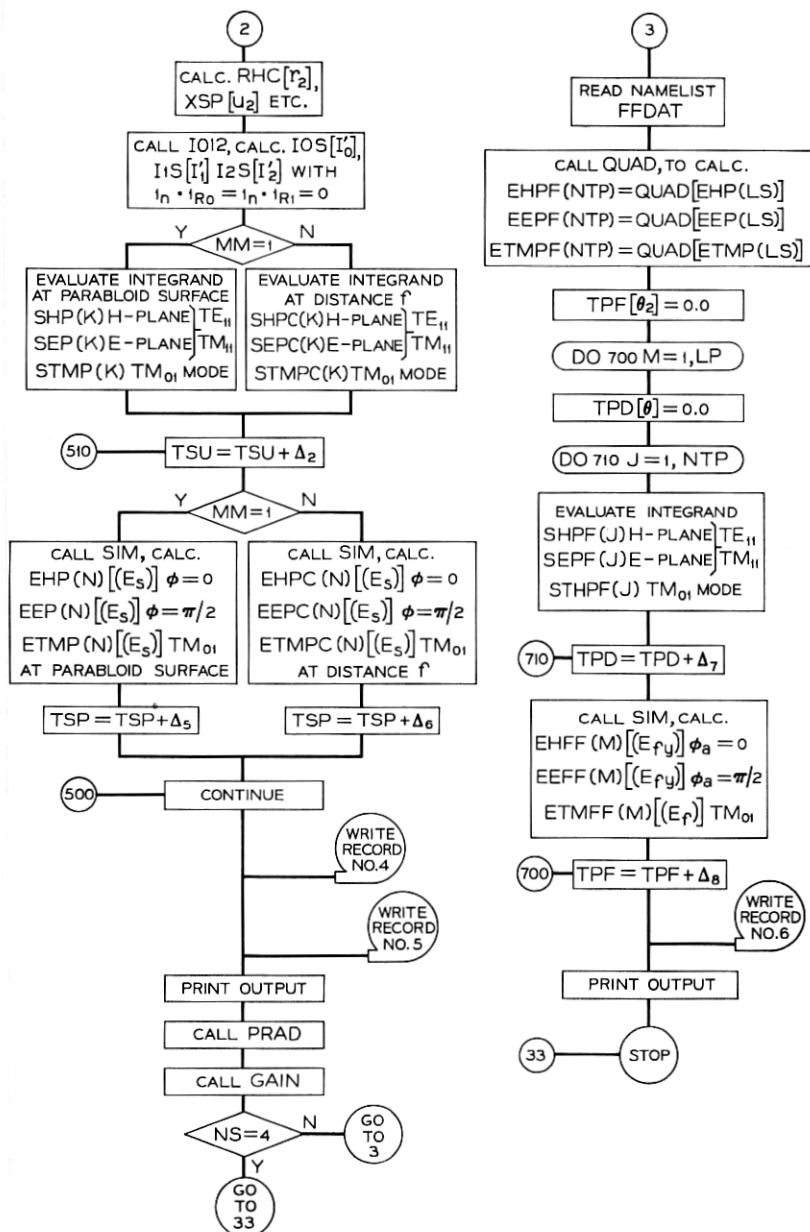 2
CALC. RHC[r₂],
XSP[u₂] ETC.
CALL IO12, CALC. IOS[I'₀],
I1S[I'₁] I2S[I'₂] WITH
ıₙ · ı_R₀ = ıₙ · ı_R₁ = 0
Y
MM=1
N
EVALUATE INTEGRAND
AT PARABLOID SURFACE
SHP(K) H-PLANE } TE₁₁
SEP(K) E-PLANE } TM₁₁
STMP(K) TM₀₁ MODE
EVALUATE INTEGRAND
AT DISTANCE f
SHPC(K) H-PLANE } TE₁₁
SEPC(K) E-PLANE } TM₁₁
STMPC(K) TM₀₁ MODE
510
TSU = TSU + Δ₂
Y
MM=1
N
CALL SIM, CALC.
EHP(N) [(Eₛ)] ϕ = 0
EEP(N) [(Eₛ)] ϕ = π/2
ETMP(N) [(Eₛ)] TM₀₁
AT PARABLOID SURFACE
CALL SIM, CALC.
EHPC(N) [(Eₛ)] ϕ = 0
EEPC(N) [(Eₛ)] ϕ = π/2
ETMPC(N) [(Eₛ)] TM₀₁
AT DISTANCE f
TSP = TSP + Δ₅
TSP = TSP + Δ₆
500
CONTINUE
WRITE
RECORD
NO.4
WRITE
RECORD
NO.5
PRINT OUTPUT
CALL PRAD
CALL GAIN
NS=4
N
GO
TO
3
Y
GO
TO
33
3
READ NAMELIST
FFDAT
CALL QUAD, TO CALC.
EHPF(NTP) = QUAD[EHP(LS)]
EEPF(NTP) = QUAD[EEP(LS)]
ETMPF(NTP) = QUAD[ETMP(LS)]
TPF[θ₂] = 0.0
DO 700 M = 1, LP
TPD[θ] = 0.0
DO 710 J = 1, NTP
EVALUATE INTEGRAND
SHPF(J) H-PLANE } TE₁₁
SEPF(J) E-PLANE } TM₁₁
STHPF(J) TM₀₁ MODE
710
TPD = TPD + Δ₇
CALL SIM, CALC.
EHFF(M) [(E_fy)] ϕₐ = 0
EEFF(M) [(E_fy)] ϕₐ = π/2
ETMFF(M) [(E_f)] TM₀₁
700
TPF = TPF + Δ₈
WRITE
RECORD
NO.6
PRINT OUTPUT
33
STOP